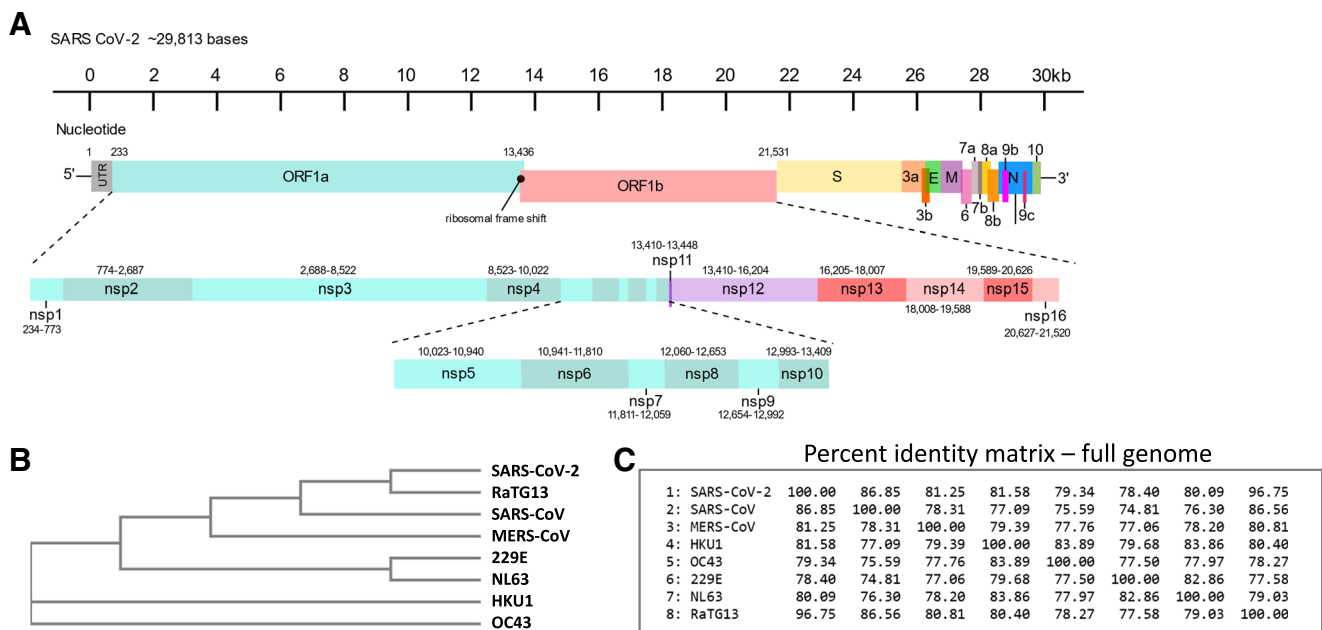 A
SARS CoV-2 ~29,813 bases
0 2 4 6 8 10 12 14 16 18 20 22 24 26 28 30kb
Nucleotide
1 233 13,436 21,531 7a 8a 9b 10
5' UTR ORF1a ORF1b S 3a E M N 3'
ribosomal frame shift
3b 6 7b 8b 9c
13,410-13,448
nsp11
774-2,687 2,688-8,522 8,523-10,022 13,410-16,204 16,205-18,007 19,589-20,626
nsp2 nsp3 nsp4 nsp12 nsp13 nsp14 nsp15
nsp1 18,008-19,588 nsp16
234-773 20,627-21,520
10,023-10,940 10,941-11,810 12,060-12,653 12,993-13,409
nsp5 nsp6 nsp8 nsp10
nsp7 nsp9
11,811-12,059 12,654-12,992
B
SARS-CoV-2
RaTG13
SARS-CoV
MERS-CoV
229E
NL63
HKU1
OC43
C
Percent identity matrix – full genome
1: SARS-CoV-2 100.00 86.85 81.25 81.58 79.34 78.40 80.09 96.75
2: SARS-CoV 86.85 100.00 78.31 77.09 75.59 74.81 76.30 86.56
3: MERS-CoV 81.25 78.31 100.00 79.39 77.76 77.06 78.20 80.81
4: HKU1 81.58 77.09 79.39 100.00 83.89 79.68 83.86 80.40
5: OC43 79.34 75.59 77.76 83.89 100.00 77.50 77.97 78.27
6: 229E 78.40 74.81 77.06 79.68 77.50 100.00 82.86 77.58
7: NL63 80.09 76.30 78.20 83.86 77.97 82.86 100.00 79.03
8: RaTG13 96.75 86.56 80.81 80.40 78.27 77.58 79.03 100.00